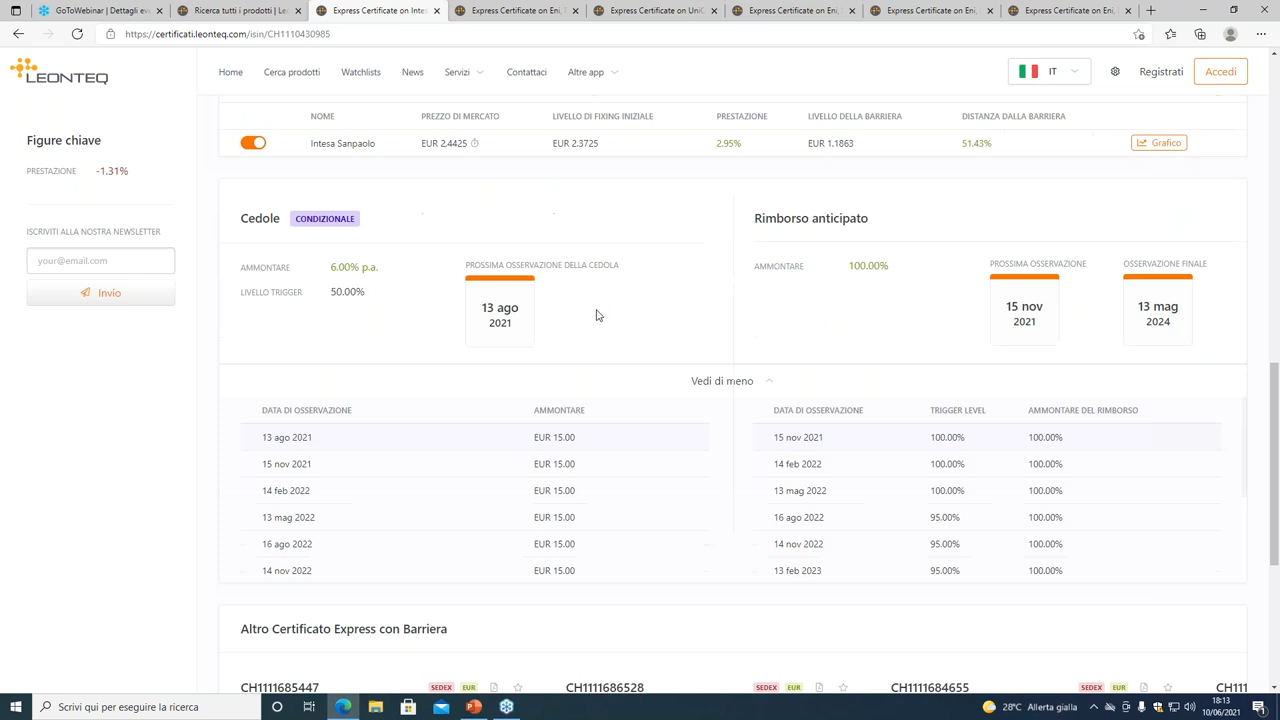 GoToWebinar | Dettagli eve
Ricerca tutti i prodotti | Le
Intese Certificate on Intes
Express Certificate on Eni, T
Express Certificate on UniC
Express Certificate on Eni,
Express Certificate on Eni,
Express Certificate on Eni,
https://certificati.leonteq.com/isin/CH1110430985
LEONTEQ
Home
Cerca prodotti
Watchlists
News
Servizi
Contattaci
Altre app
IT
Registrati
Accedi
Figure chiave
PRESTAZIONE -1.31%
ISCRIVITI ALLA NOSTRA NEWSLETTER
your@email.com
Invio
NOME PREZZO DI MERCATO LIVELLO DI FIXING INIZIALE PRESTAZIONE LIVELLO DELLA BARRIERA DISTANZA DALLA BARRIERA
Intesa Sanpaolo EUR 2.4425 EUR 2.3725 2.95% EUR 1.1863 51.43% Grafico
Cedole CONDIZIONALE
AMMONTARE 6.00% p.a.
LIVELLO TRIGGER 50.00%
PROSSIMA OSSERVAZIONE DELLA CEDOLA
13 ago
2021
Rimborso anticipato
AMMONTARE 100.00%
PROSSIMA OSSERVAZIONE
15 nov
2021
OSSERVAZIONE FINALE
13 mag
2024
Vedi di meno
DATA DI OSSERVAZIONE AMMONTARE
13 ago 2021 EUR 15.00
15 nov 2021 EUR 15.00
14 feb 2022 EUR 15.00
13 mag 2022 EUR 15.00
16 ago 2022 EUR 15.00
14 nov 2022 EUR 15.00
DATA DI OSSERVAZIONE TRIGGER LEVEL AMMONTARE DEL RIMBORSO
15 nov 2021 100.00% 100.00%
14 feb 2022 100.00% 100.00%
13 mag 2022 100.00% 100.00%
16 ago 2022 95.00% 100.00%
14 nov 2022 95.00% 100.00%
13 feb 2023 95.00% 100.00%
Altro Certificato Express con Barriera
CH1111685447 SEDEX EUR
CH1111686528 SEDEX EUR
CH1111684655 SEDEX EUR
CH111
Scrivi qui per eseguire la ricerca
28°C Allerta gialla
18:13
10/06/2021